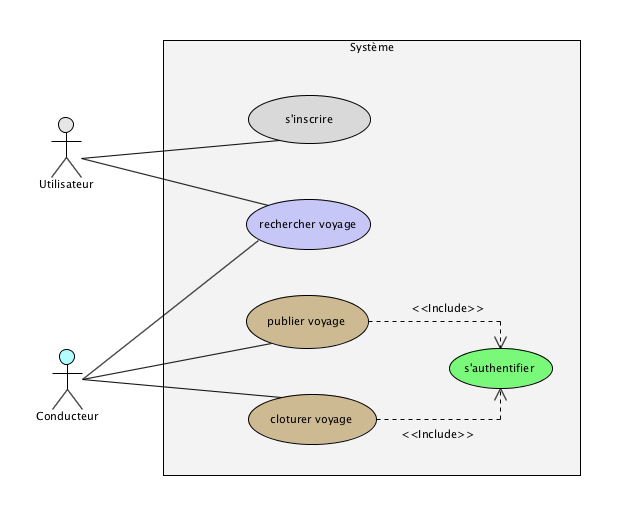 Système
s'inscrire
Utilisateur
rechercher voyage
<<Include>>
publier voyage
s'authentifier
Conducteur
cloturer voyage
<<Include>>